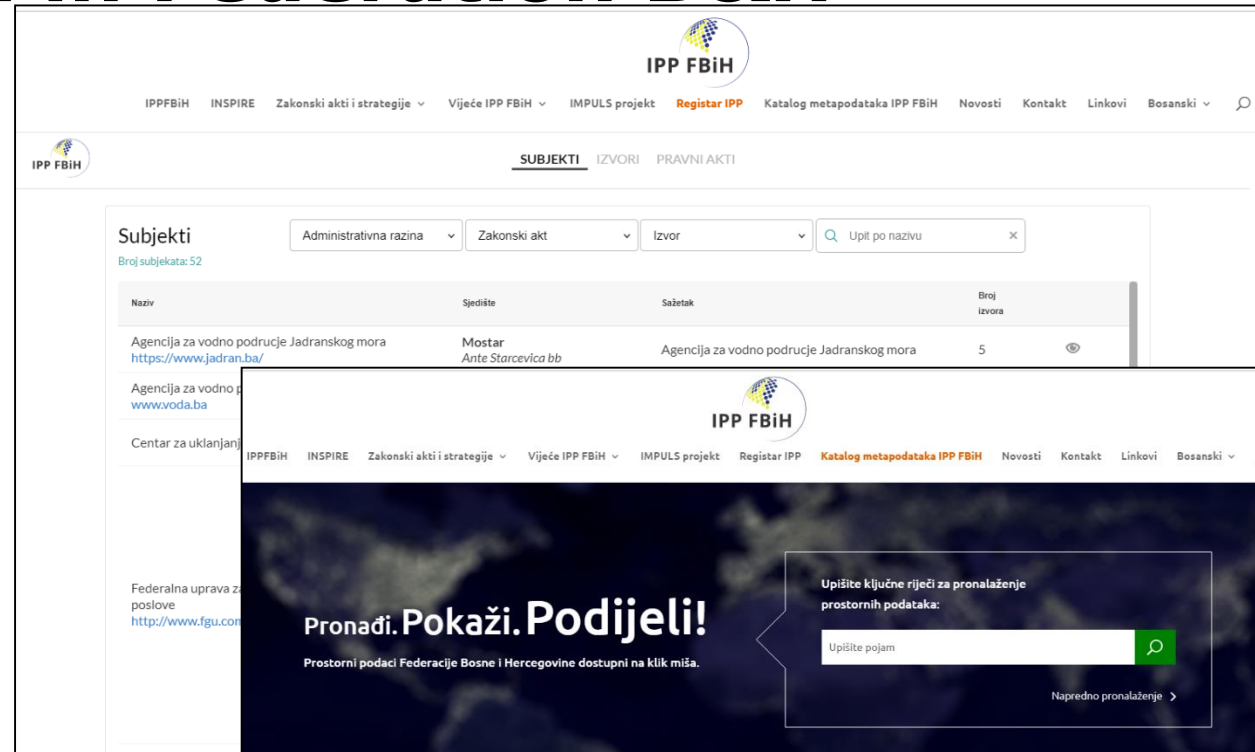 IPP FBiH
IPPFBiH INSPIRE Zakonski akti i strategije Vijeće IPP FBiH IMPULS projekt Registar IPP Katalog metapodataka IPP FBiH Novosti Kontakt Linkovi Bosanski
IPP FBiH
SUBJEKTI IZVORI PRAVNI AKTI
Subjekti Administrativna razina Zakonski akt Izvor Upit po nazivu
Broj subjekata: 52
Naziv Sjedište Sažetak Broj izvora
Agencija za vodno podrucje Jadranskog mora Mostar Agencija za vodno podrucje Jadranskog mora 5
https://www.jadran.ba/ Ante Starcevica bb
Agencija za vodno
www.voda.ba
Centar za
Federalna uprava za
poslove
http://www.fgu.com
IPP FBiH
IPPFBiH INSPIRE Zakonski akti i strategije Vijeće IPP FBiH IMPULS projekt Registar IPP Katalog metapodataka IPP FBiH Novosti Kontakt Linkovi Bosanski
Pronađi. Pokaži. Podijeli!
Prostorni podaci Federacije Bosne i Hercegovine dostupni na klik miša.
Upišite ključne riječi za pronalaženje
prostornih podataka:
Upišite pojam
Napredno pronalaženje